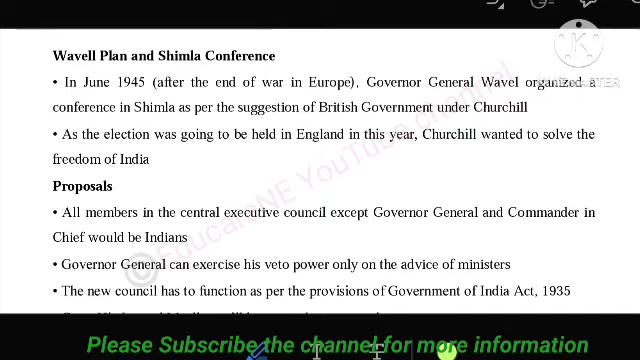 Wavell Plan and Shimla Conference
• In June 1945 (after the end of war in Europe), Governor General Wavel organized a
conference in Shimla as per the suggestion of British Government under Churchill
• As the election was going to be held in England in this year, Churchill wanted to solve the
freedom of India
Proposals
• All members in the central executive council except Governor General and Commander in
Chief would be Indians
• Governor General can exercise his veto power only on the advice of ministers
• The new council has to function as per the provisions of Government of India Act, 1935
©EducareNE YouTube channel
K
KINEMASTER
Please Subscribe the channel for more information